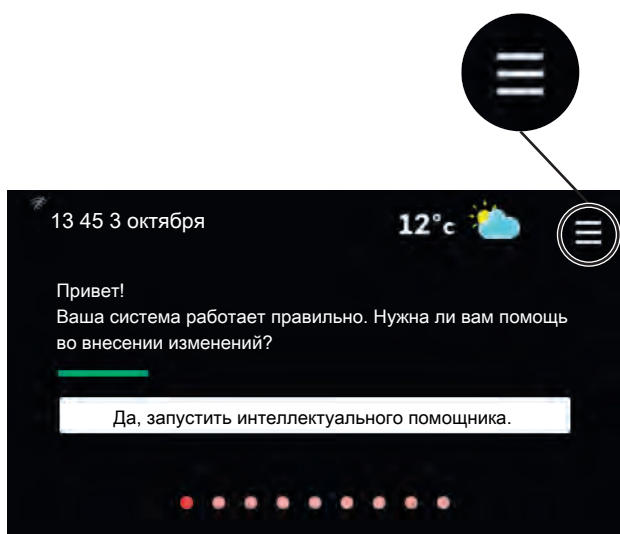 13 45 3 октября
12°c
Привет!
Ваша система работает правильно. Нужна ли вам помощь
во внесении изменений?
Да, запустить интеллектуального помощника.